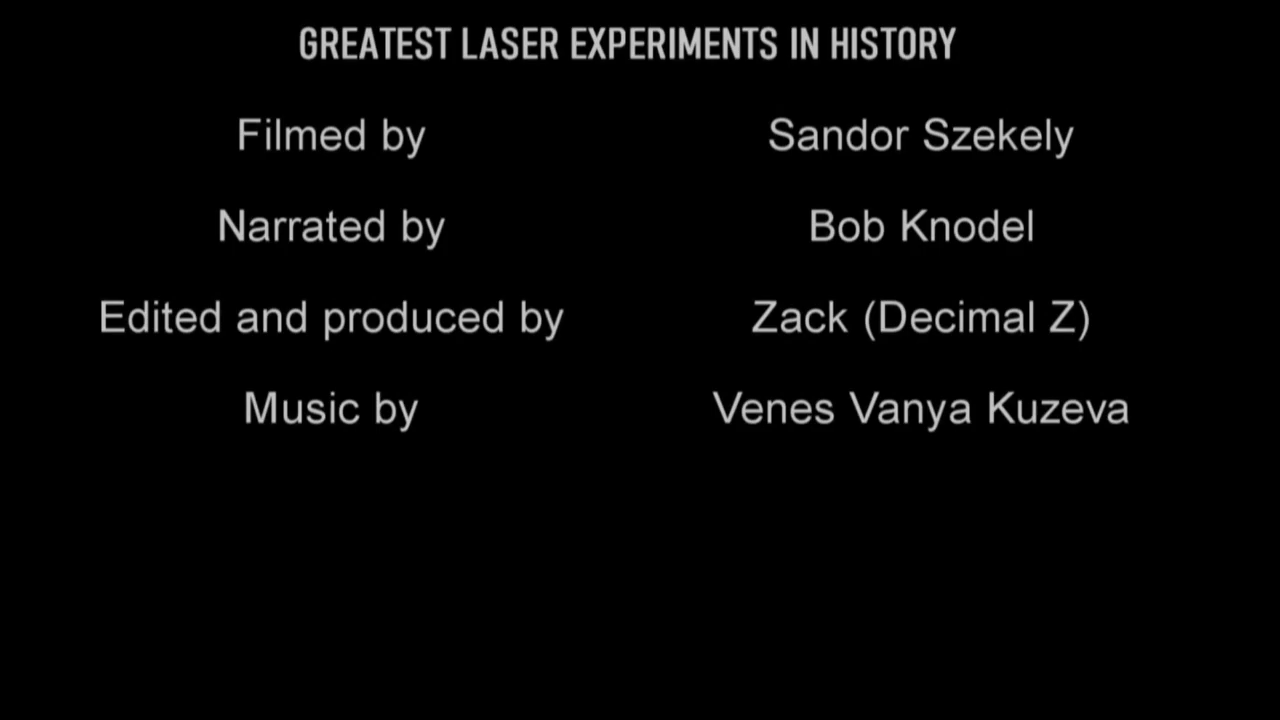 GREATEST LASER EXPERIMENTS IN HISTORY
Filmed by Sandor Szekely
Narrated by Bob Knodel
Edited and produced by Zack (Decimal Z)
Music by Venes Vanya Kuzeva